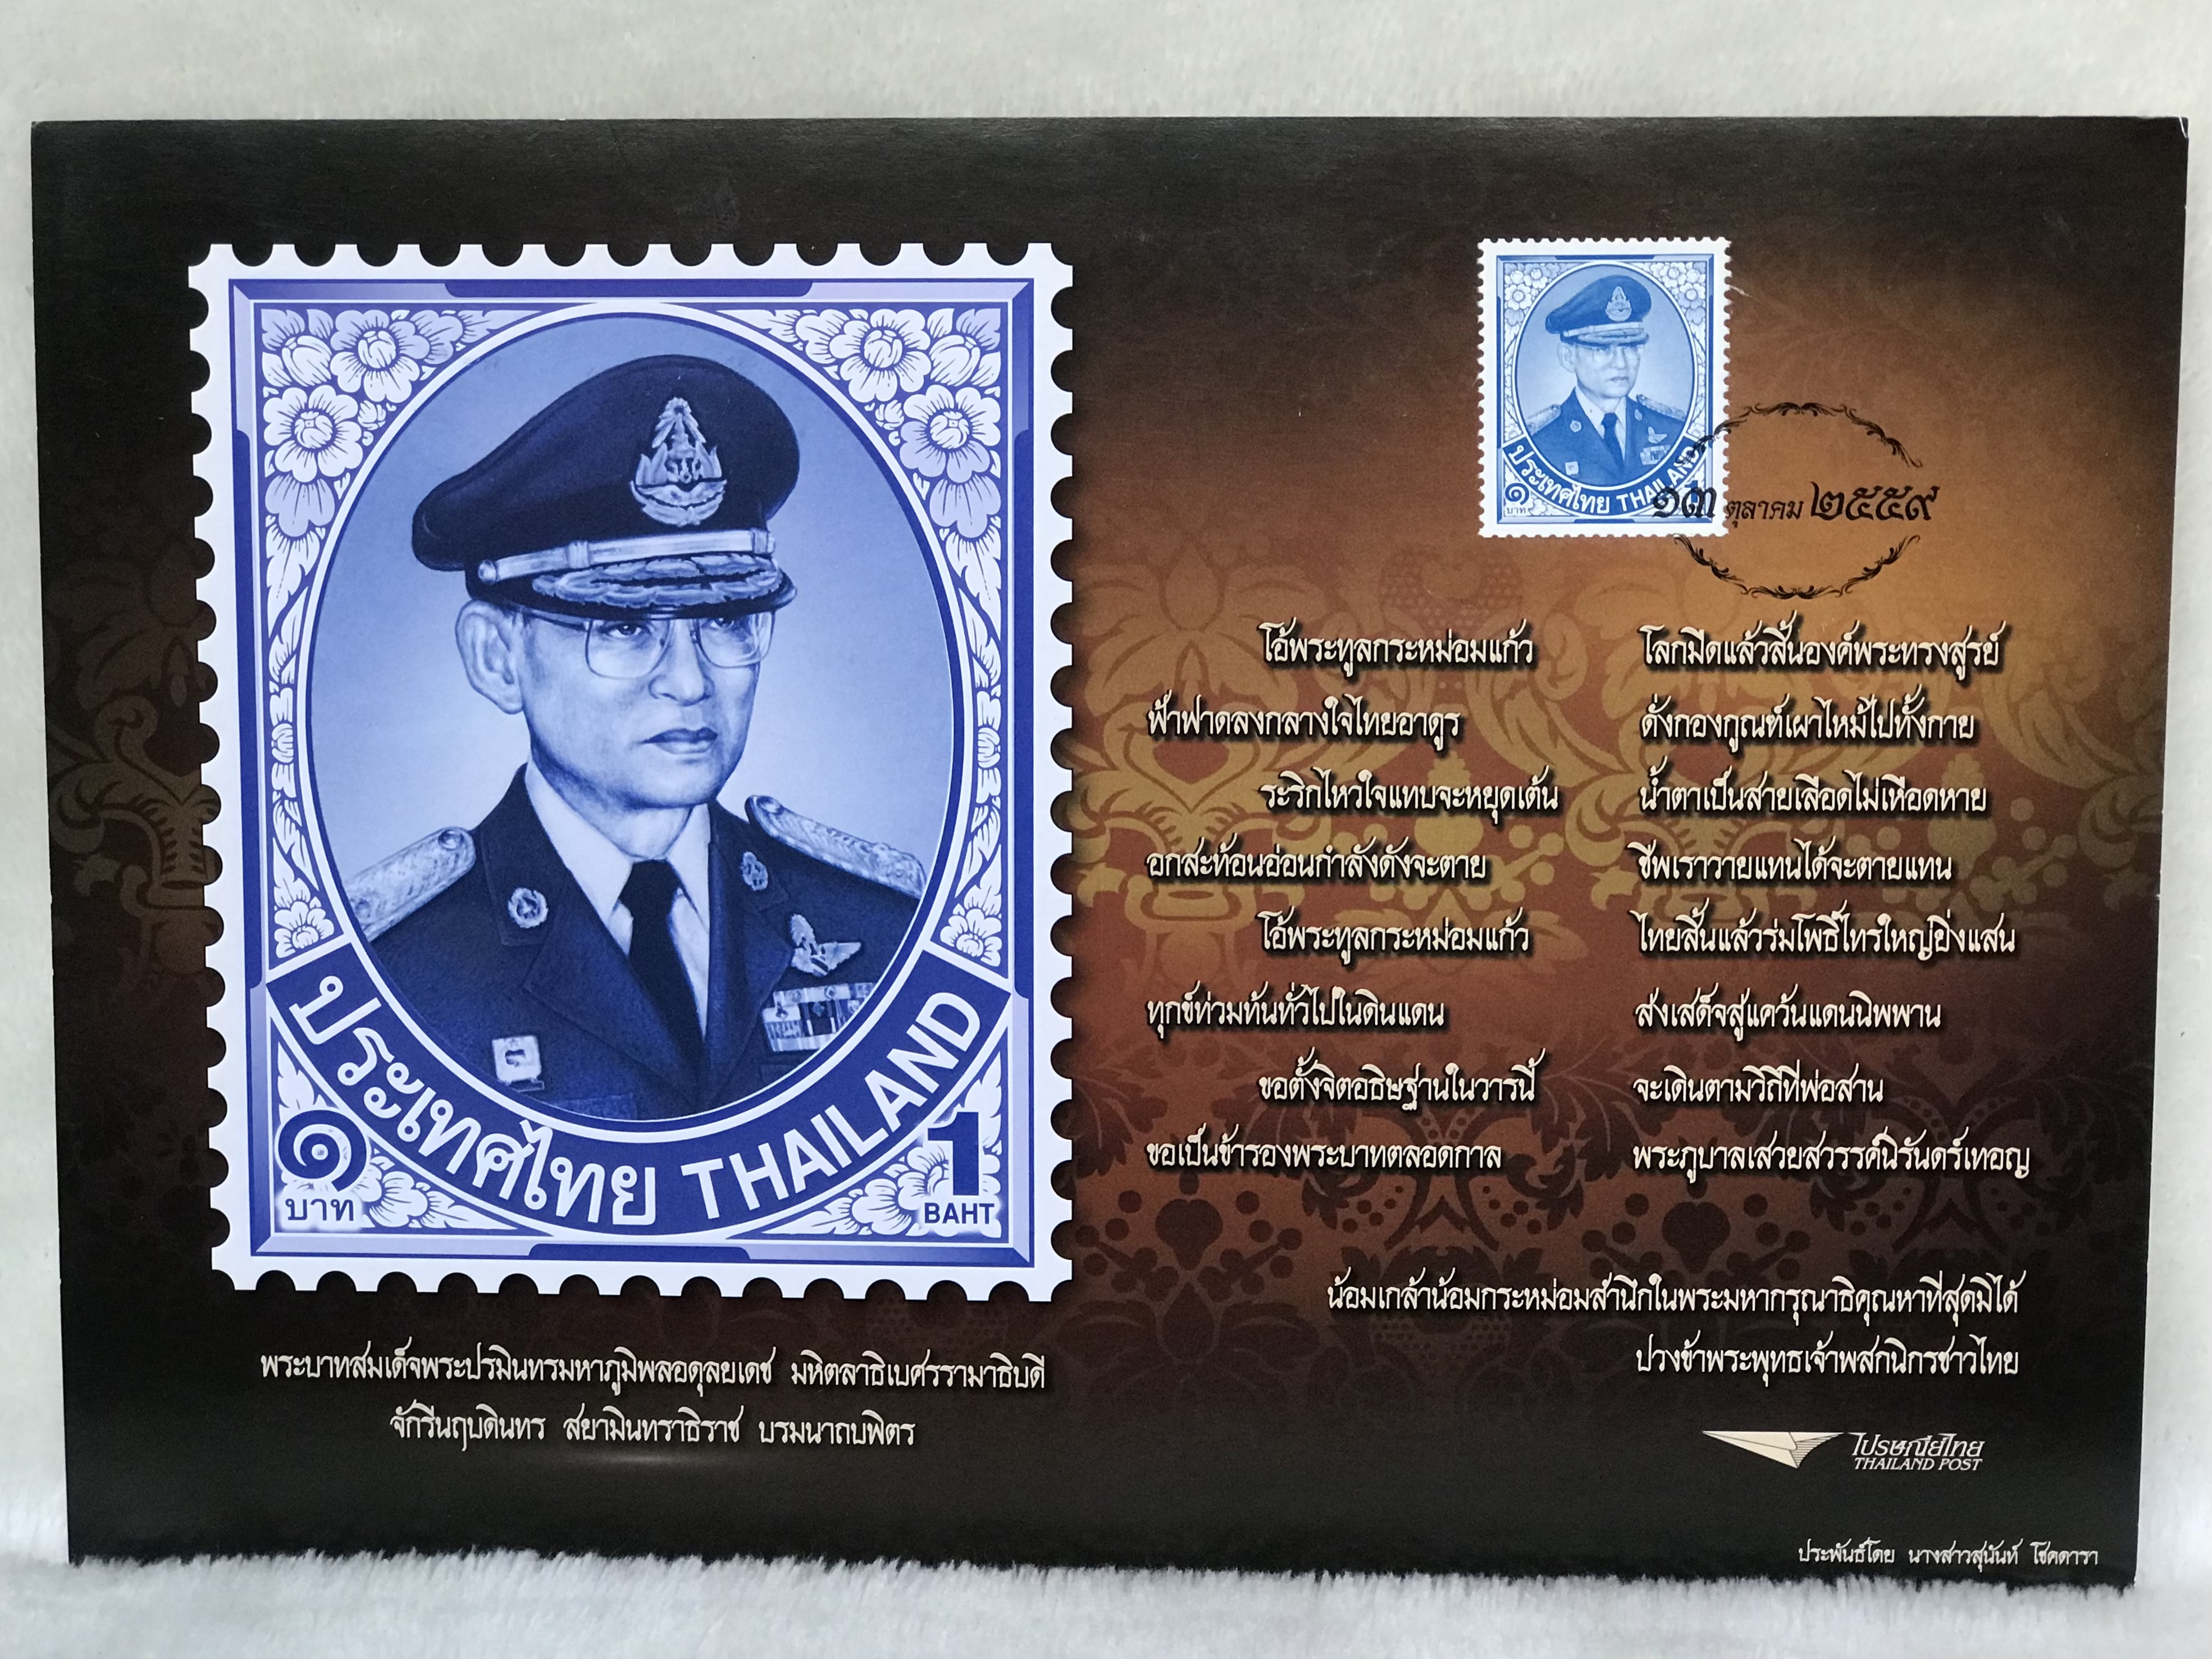 ประเทศไทย THAILAND
๑
บาท
1
BAHT
พระบาทสมเด็จพระปรมินทรมหาภูมิพลอดุลยเดช มหิตลาธิเบศรรามาธิบดี
จักรีนฤบดินทร สยามินทราธิราช บรมนาถบพิตร
ประเทศไทย THAILAND
๑
บาท
๑๓ ตุลาคม ๒๕๕๙
โอ้พระทูลกระหม่อมแก้ว โลกมืดแล้วสิ้นองค์พระทรงสูรย์
ฟ้าฟาดลงกลางใจไทยอาดูร ดังกองกูณฑ์เผาไหม้ไปทั้งกาย
ระริกไหวใจแทบจะหยุดเต้น น้ำตาเป็นสายเลือดไม่เหือดหาย
อกสะท้อนอ่อนกำลังดังจะตาย ชีพเราวายแทนได้จะตายแทน
โอ้พระทูลกระหม่อมแก้ว ไทยสิ้นแล้วร่มโพธิ์ไทรใหญ่ยิ่งแสน
ทุกข์ท่วมท้นทั่วไปในดินแดน ส่งเสด็จสู่แคว้นแดนนิพพาน
ขอตั้งจิตอธิษฐานในวารนี้ จะเดินตามวิถีที่พ่อสาน
ขอเป็นข้ารองพระบาทตลอดกาล พระภูบาลเสวยสวรรค์นิรันดร์เทอญ
น้อมเกล้าน้อมกระหม่อมสำนึกในพระมหากรุณาธิคุณหาที่สุดมิได้
ปวงข้าพระพุทธเจ้าพสกนิกรชาวไทย
ไปรษณีย์ไทย
THAILAND POST
ประพันธ์โดย นางสาวสุนันท์ โชคดารา